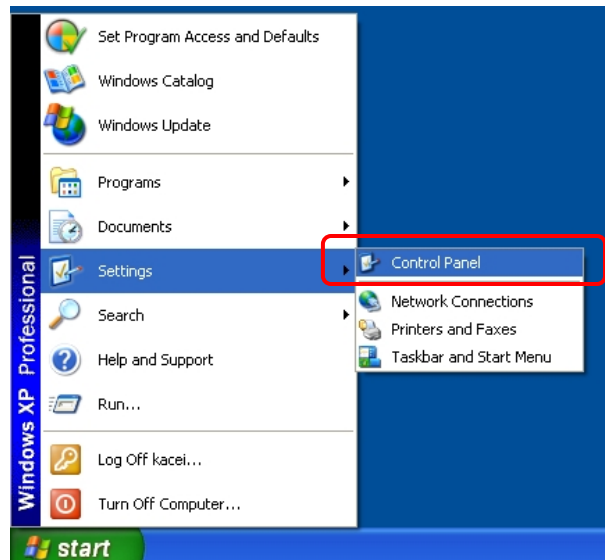 Set Program Access and Defaults
Windows Catalog
Windows Update
Programs
Documents
Settings
Search
Help and Support
Run...
Log Off kacei...
Turn Off Computer...
Control Panel
Network Connections
Printers and Faxes
Taskbar and Start Menu
Windows XP Professional
start